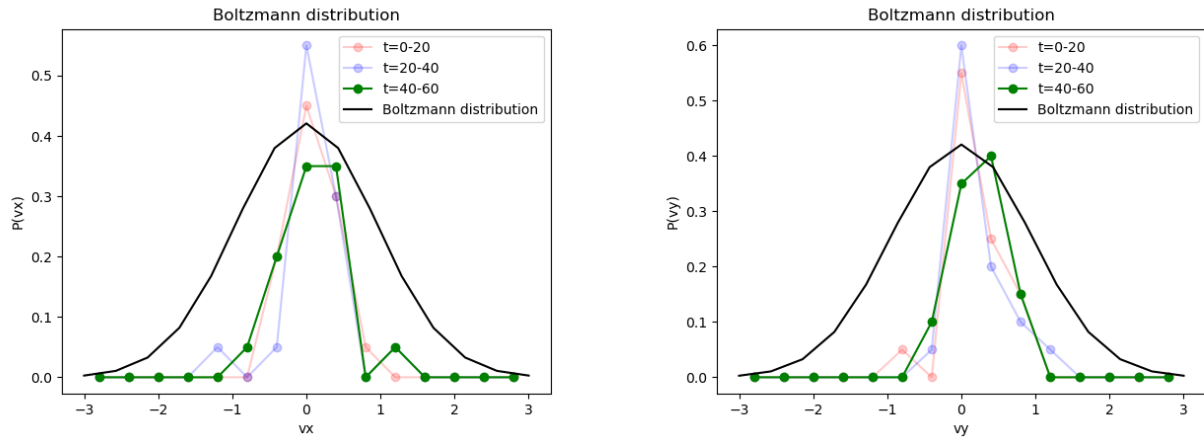 Boltzmann distribution
t=0-20
t=20-40
t=40-60
Boltzmann distribution
P(vx)
0.5
0.4
0.3
0.2
0.1
0.0
−3
−2
−1
0
1
2
3
vx
Boltzmann distribution
t=0-20
t=20-40
t=40-60
Boltzmann distribution
P(vy)
0.6
0.5
0.4
0.3
0.2
0.1
0.0
−3
−2
−1
0
1
2
3
vy